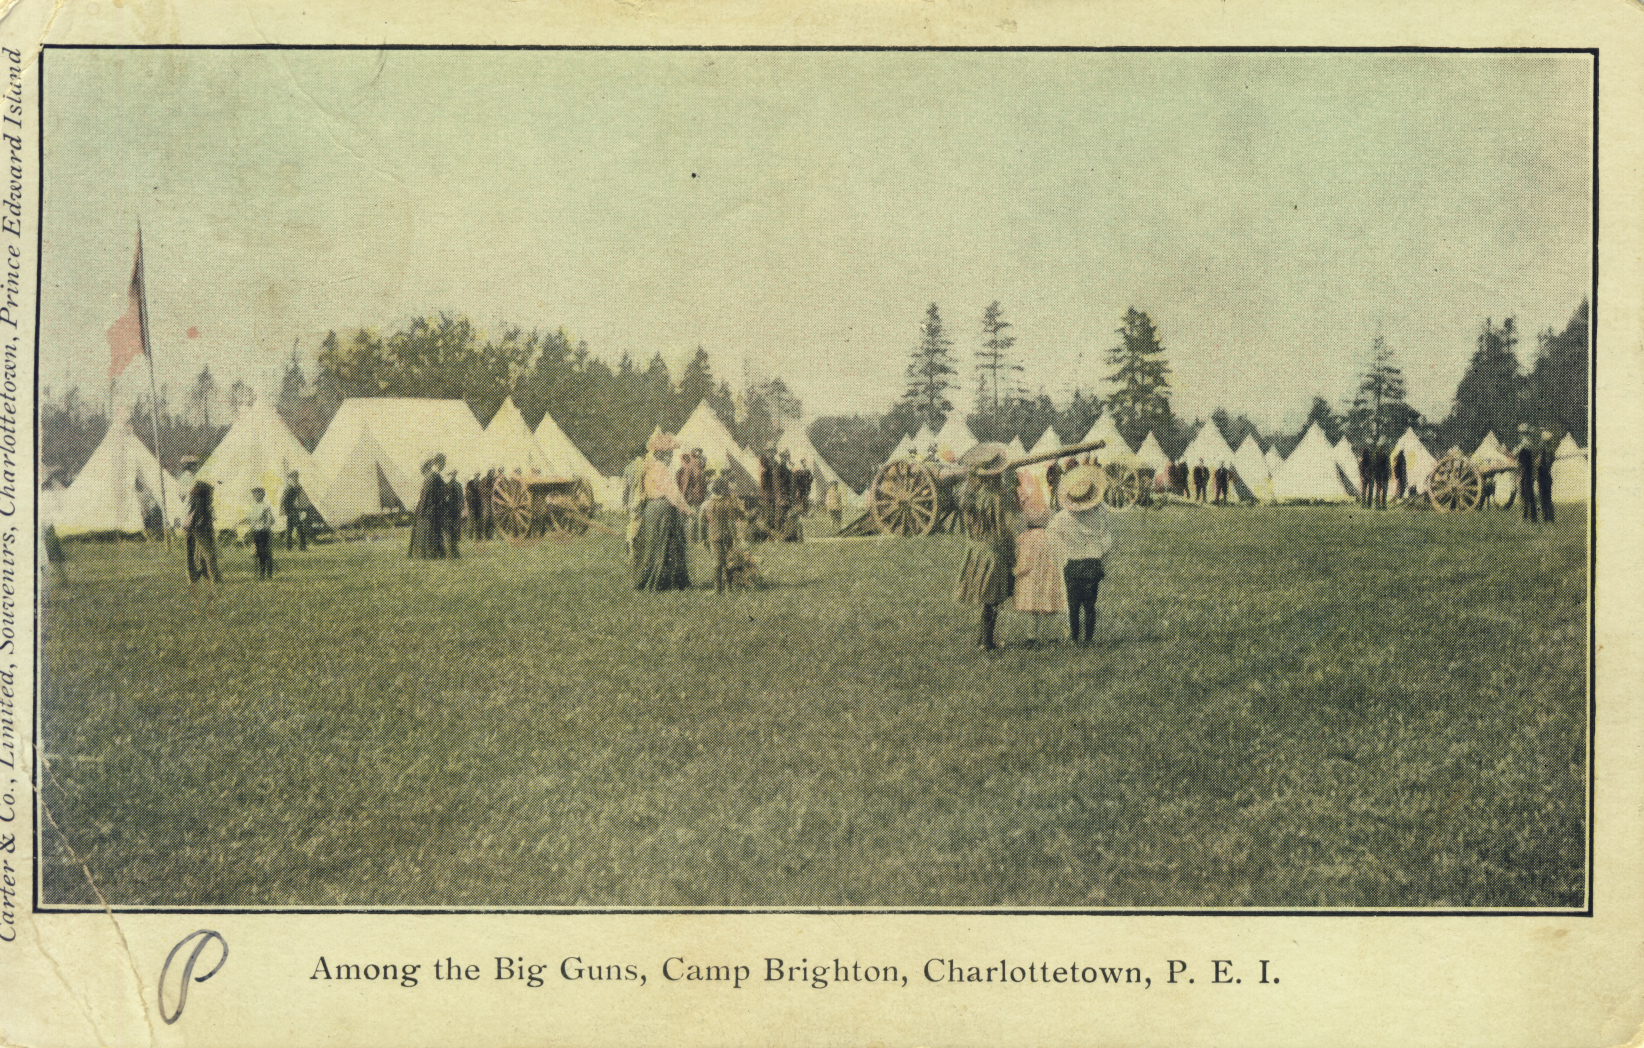 Carter & Co., Limited, Souvenirs, Charlottetown, Prince Edward Island
P
Among the Big Guns, Camp Brighton, Charlottetown, P. E. I.